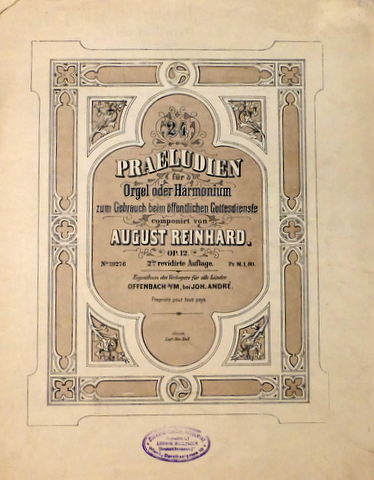 24
PRAELUDIEN
für
Orgel oder Harmonium
zum Gebrauch beim öffentlichen Gottesdienste
componirt von
AUGUST REINHARD.
OP. 12
No. 10276 2te revidirte Auflage. Pr. M. 1,80.
Eigenthum des Verlegers für alle Länder
OFFENBACH a/M, bei JOH. ANDRÉ.
Propriété pour tous pays.